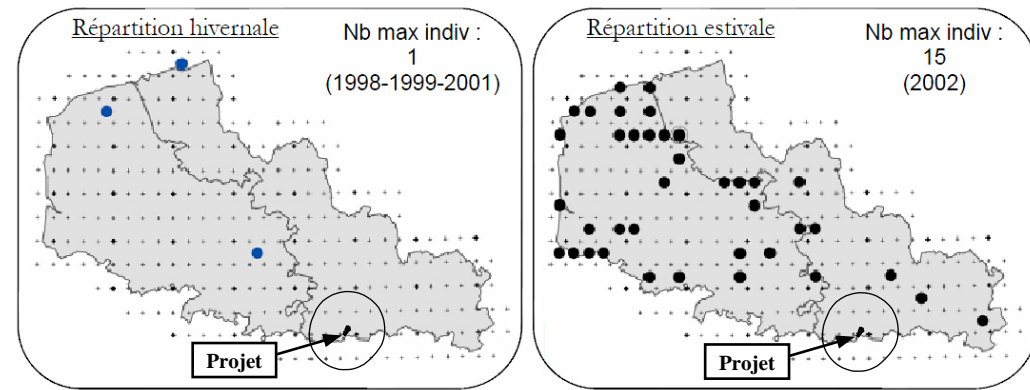 Répartition hivernale
Nb max indiv :
1
(1998-1999-2001)
Projet
Répartition estivale
Nb max indiv :
15
(2002)
Projet